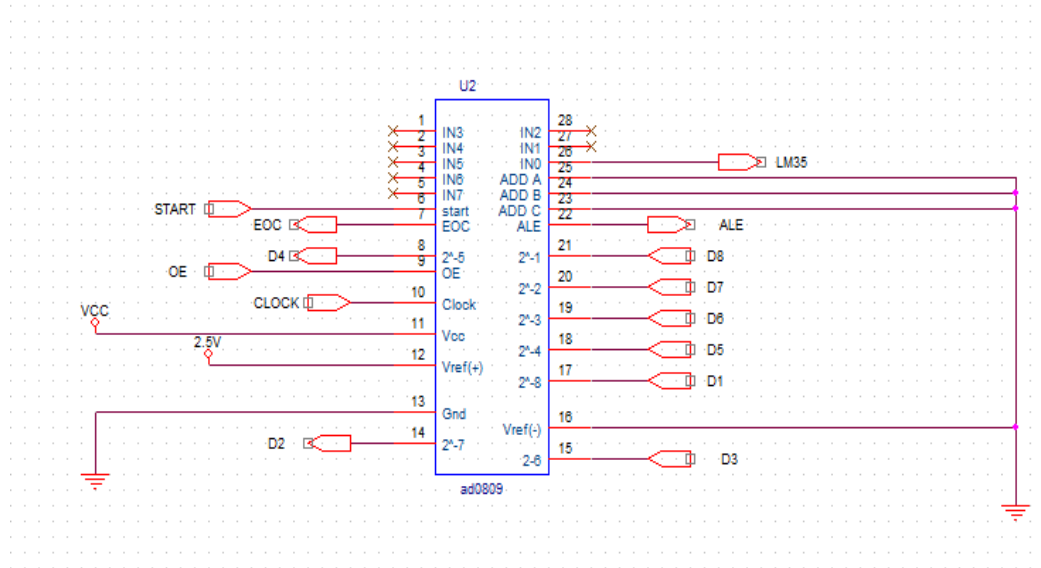 U2
1 IN3 IN2 28
2 IN4 IN1 27
3 IN5 IN0 26 LM35
4 IN6 ADD A 25
5 IN7 ADD B 24
START 6 start ADD C 23
EOC 7 EOC ALE 22 ALE
D4 8 2^-5 2^-1 21 D8
OE 9 OE 2^-2 20 D7
CLOCK 10 Clock 2^-3 19 D6
VCC 11 Vcc 2^-4 18 D5
2.5V 12 Vref(+) 2^-8 17 D1
13 Gnd Vref(-) 16
D2 14 2^-7 2-6 15 D3
ad0809